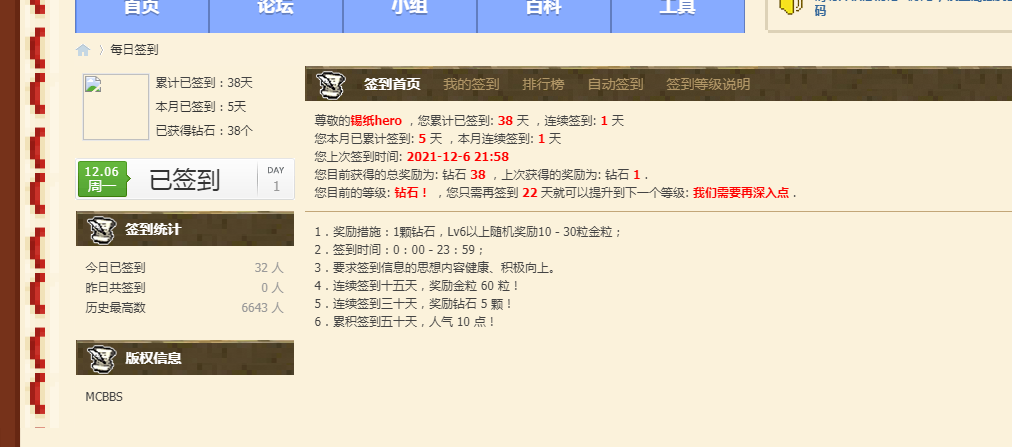 首页 论坛 小组 百科 工具
码
每日签到
累计已签到：38天
本月已签到：5天
已获得钻石：38个
12.06
周一
已签到
DAY
1
签到统计
今日已签到 32 人
昨日共签到 0 人
历史最高数 6643 人
版权信息
MCBBS
签到首页 我的签到 排行榜 自动签到 签到等级说明
尊敬的锡纸hero ，您累计已签到: 38 天 ，连续签到: 1 天
您本月已累计签到: 5 天 ，本月连续签到: 1 天
您上次签到时间: 2021-12-6 21:58
您目前获得的总奖励为: 钻石 38 ，上次获得的奖励为: 钻石 1 .
您目前的等级: 钻石！ ，您只需再签到 22 天就可以提升到下一个等级: 我们需要再深入点 .
1．奖励措施：1颗钻石，Lv6以上随机奖励10 - 30粒金粒；
2．签到时间：0：00 - 23：59；
3．要求签到信息的思想内容健康、积极向上。
4．连续签到十五天，奖励金粒 60 粒！
5．连续签到三十天，奖励钻石 5 颗！
6．累积签到五十天，人气 10 点！